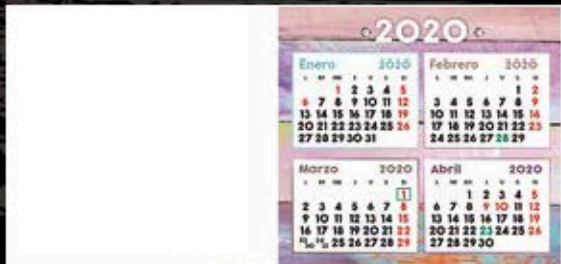 2020
Enero 2020
1 2 3 4 5
6 7 8 9 10 11 12
13 14 15 16 17 18 19
20 21 22 23 24 25 26
27 28 29 30 31
Febrero 2020
1 2
3 4 5 6 7 8 9
10 11 12 13 14 15 16
17 18 19 20 21 22 23
24 25 26 27 28 29
Marzo 2020
1
2 3 4 5 6 7 8
9 10 11 12 13 14 15
16 17 18 19 20 21 22
23/30 24/31 25 26 27 28 29
Abril 2020
1 2 3 4 5
6 7 8 9 10 11 12
13 14 15 16 17 18 19
20 21 22 23 24 25 26
27 28 29 30